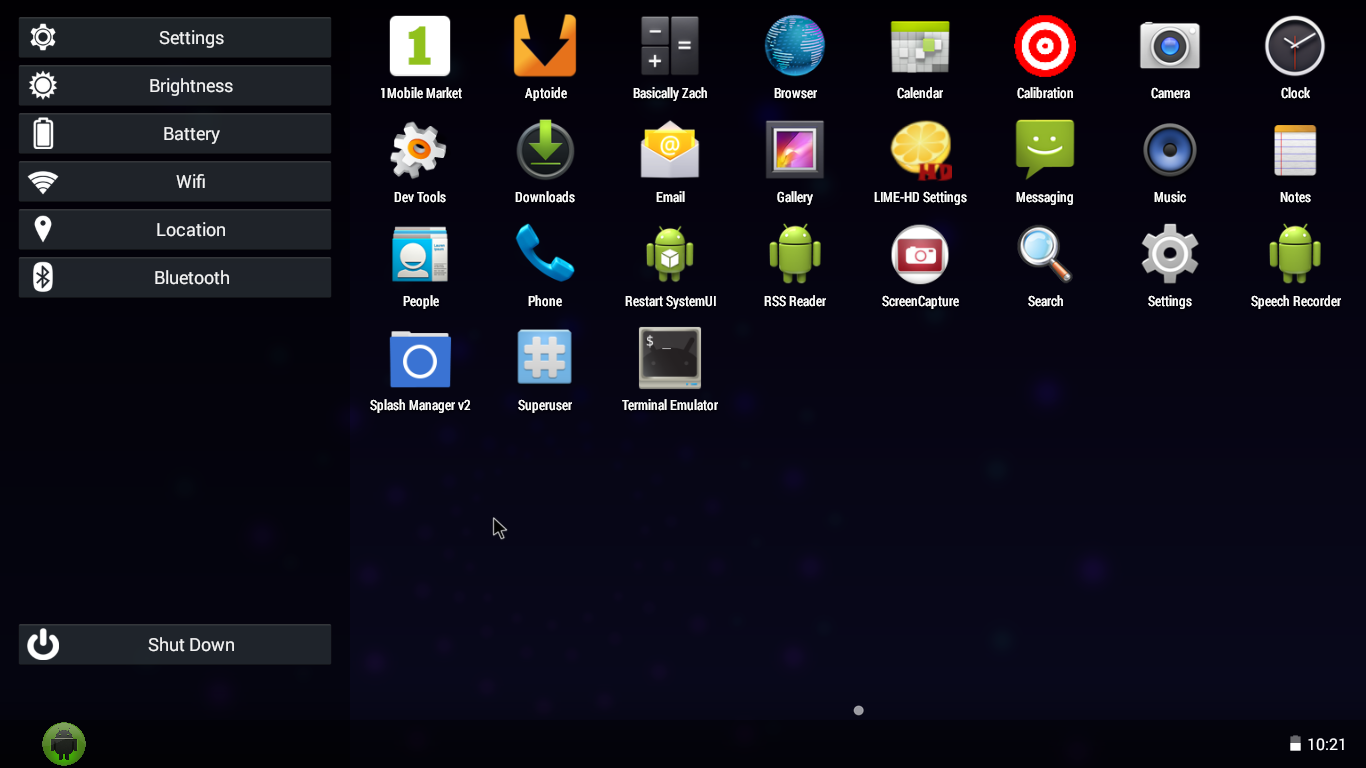 Settings
Brightness
Battery
Wifi
Location
Bluetooth
Shut Down
1
1Mobile Market
Aptoide
Basically Zach
Browser
Calendar
Calibration
Camera
Clock
Dev Tools
Downloads
@
Email
Gallery
HD
LIME-HD Settings
Messaging
Music
Notes
People
Phone
Restart SystemUI
RSS Reader
ScreenCapture
Search
Settings
Speech Recorder
Splash Manager v2
#
Superuser
$ _
Terminal Emulator
10:21